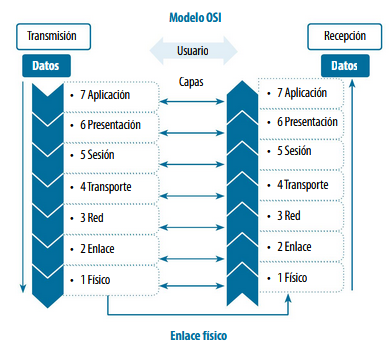 Modelo OSI
Transmisión
Recepción
Usuario
Datos
Datos
Capas
• 7 Aplicación
• 7 Aplicación
• 6 Presentación
• 6 Presentación
• 5 Sesión
• 5 Sesión
• 4 Transporte
• 4 Transporte
• 3 Red
• 3 Red
• 2 Enlace
• 2 Enlace
• 1 Físico
• 1 Físico
Enlace físico